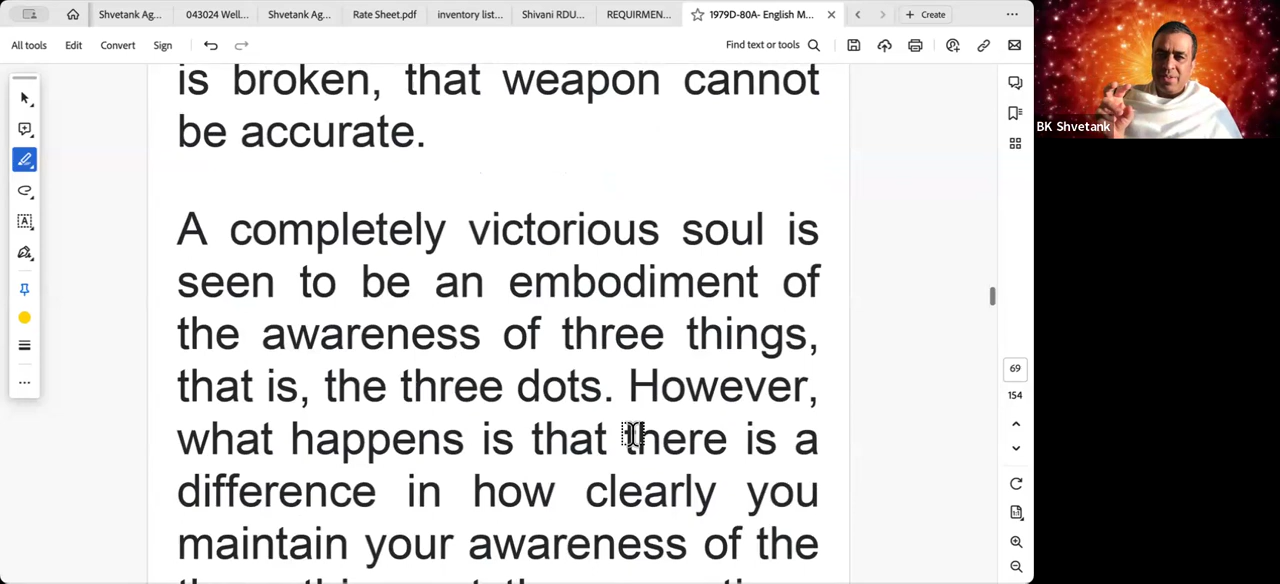 Shvetank Ag...
043024 Well...
Shvetank Ag...
Rate Sheet.pdf
inventory list...
Shivani RDU...
REQUIRMEN...
1979D-80A- English M...
Create
All tools
Edit
Convert
Sign
Find text or tools
BK Shvetank
is broken, that weapon cannot
be accurate.
A completely victorious soul is
seen to be an embodiment of
the awareness of three things,
that is, the three dots. However,
what happens is that there is a
difference in how clearly you
maintain your awareness of the
69
154